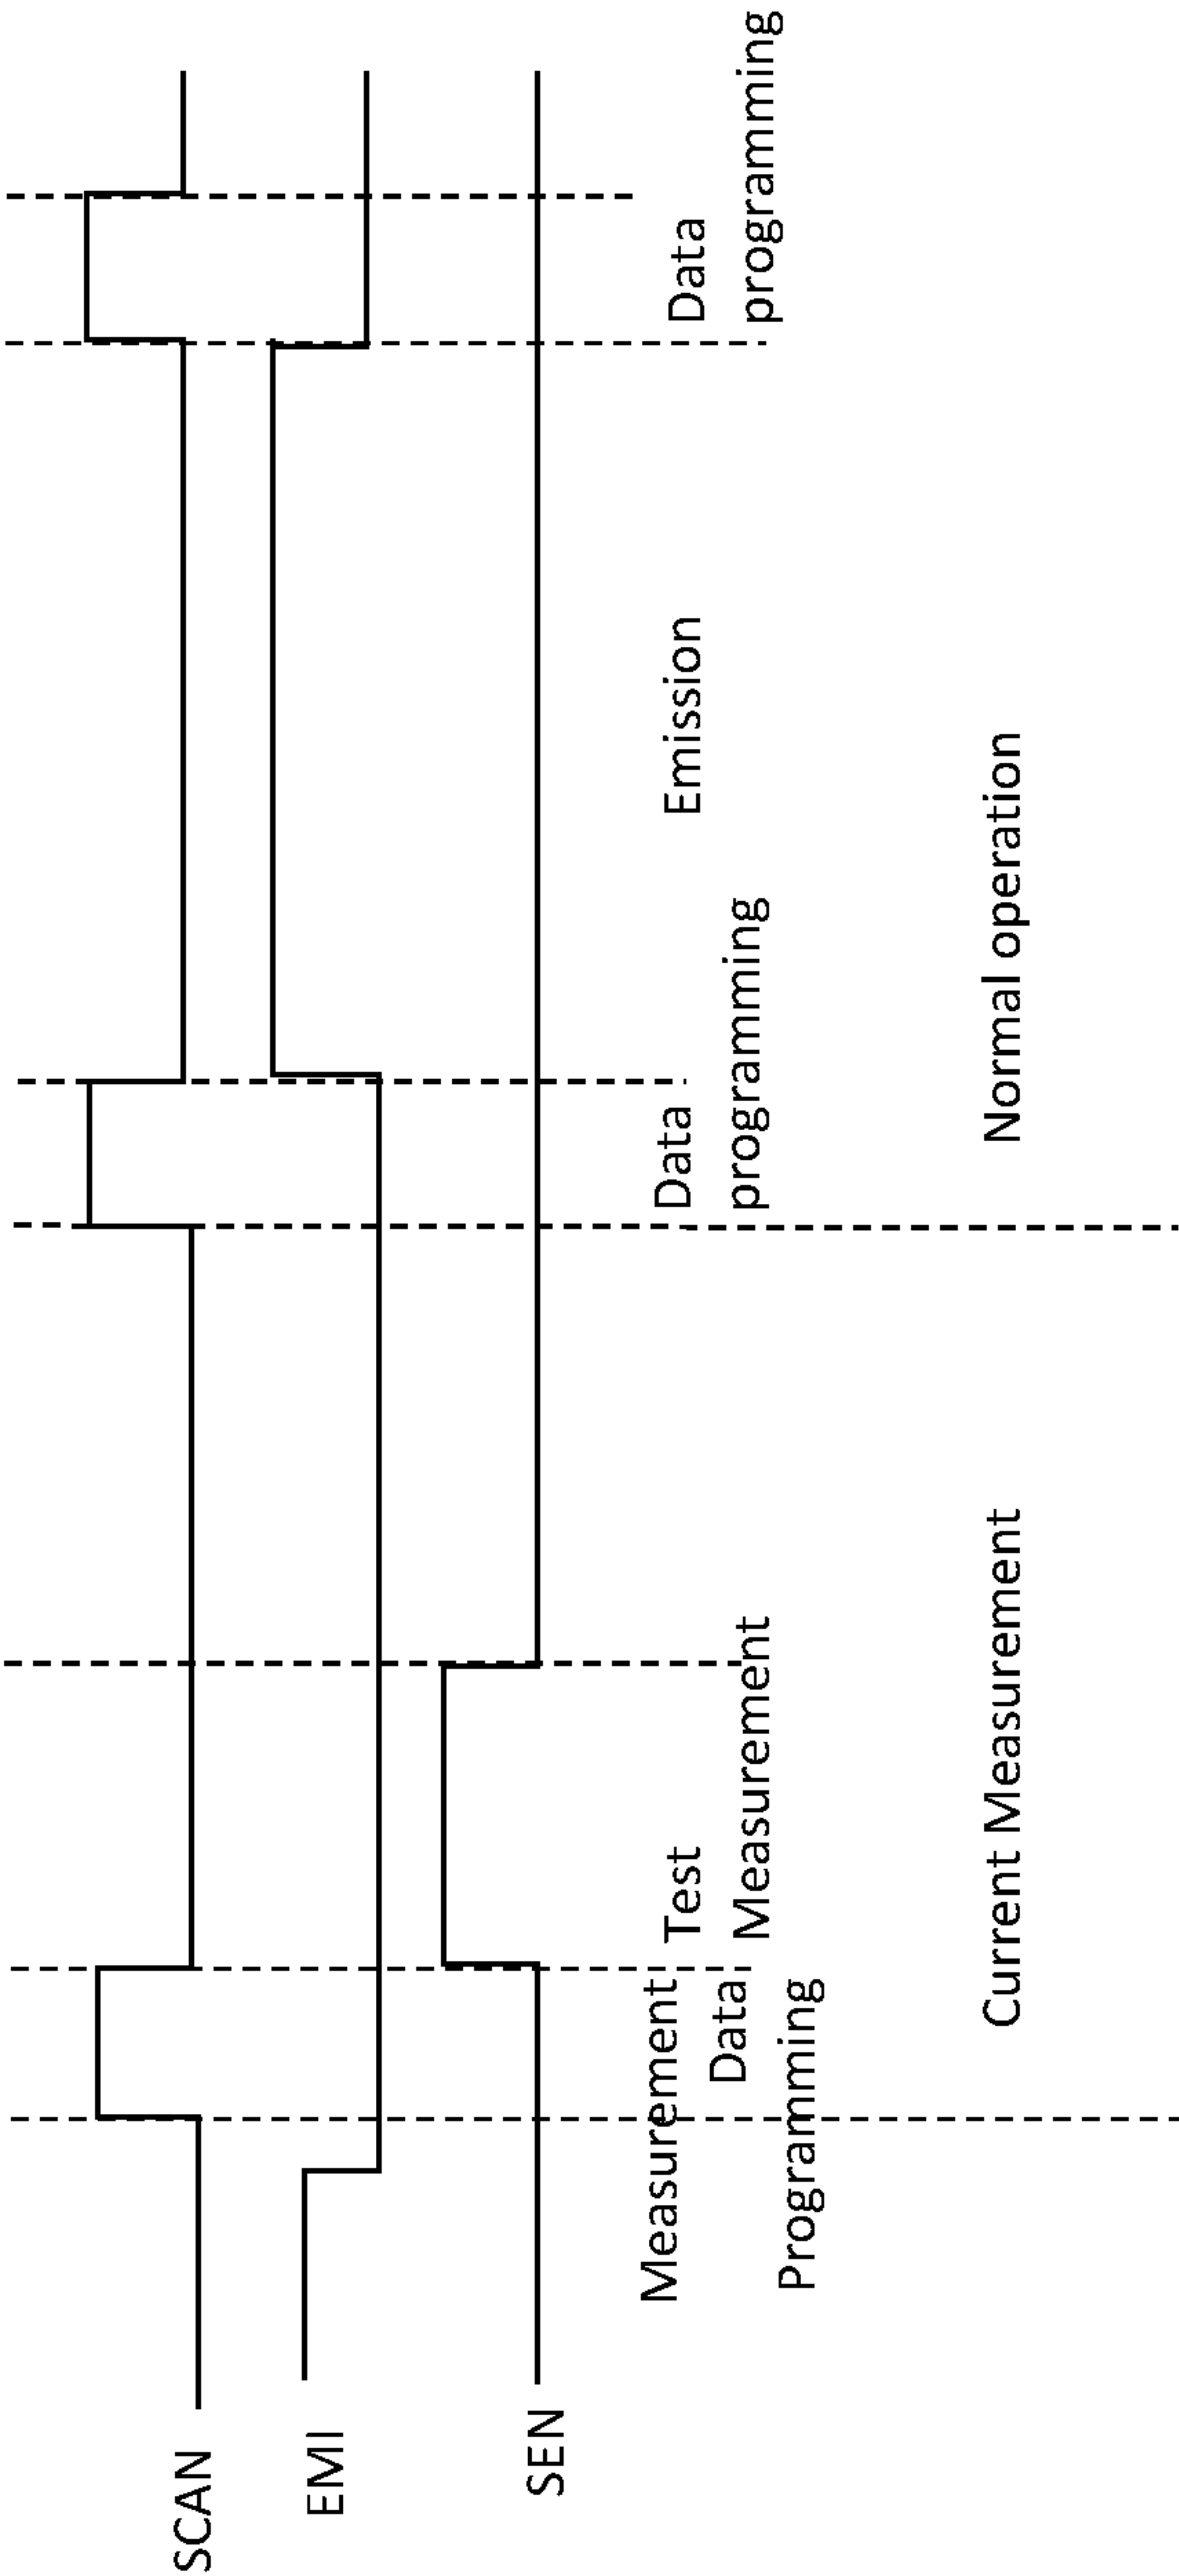 SCAN
EMI
SEN
Measurement
Data
Programming
Test
Measurement
Data
programming
Emission
Data
programming
Current Measurement
Normal operation